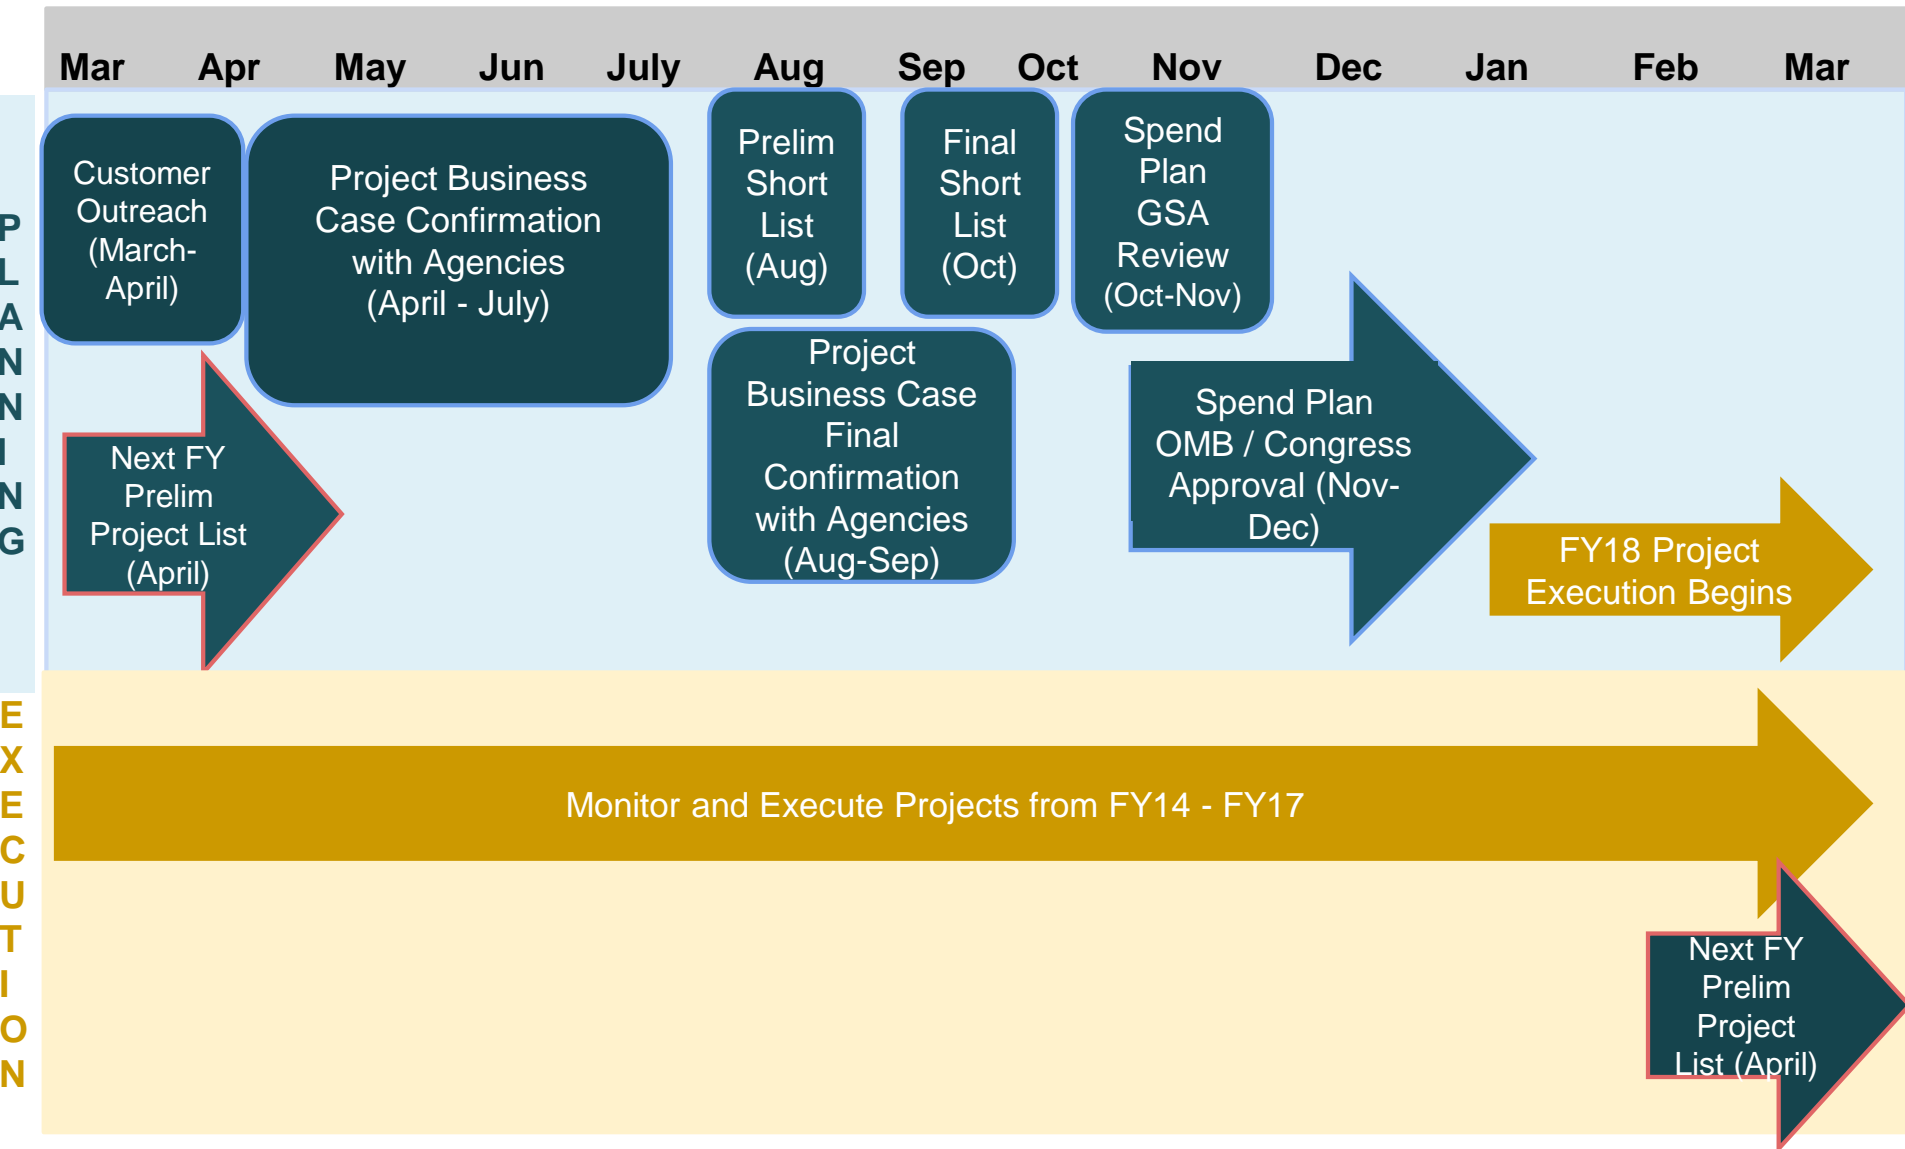 Mar Apr May Jun July Aug Sep Oct Nov Dec Jan Feb Mar
PLANNING
Customer
Outreach
(March-
April)
Project Business
Case Confirmation
with Agencies
(April - July)
Prelim
Short
List
(Aug)
Final
Short
List
(Oct)
Spend
Plan
GSA
Review
(Oct-Nov)
Next FY
Prelim
Project List
(April)
Project
Business Case
Final
Confirmation
with Agencies
(Aug-Sep)
Spend Plan
OMB / Congress
Approval (Nov-
Dec)
FY18 Project
Execution Begins
EXECUTION
Monitor and Execute Projects from FY14 - FY17
Next FY
Prelim
Project
List (April)